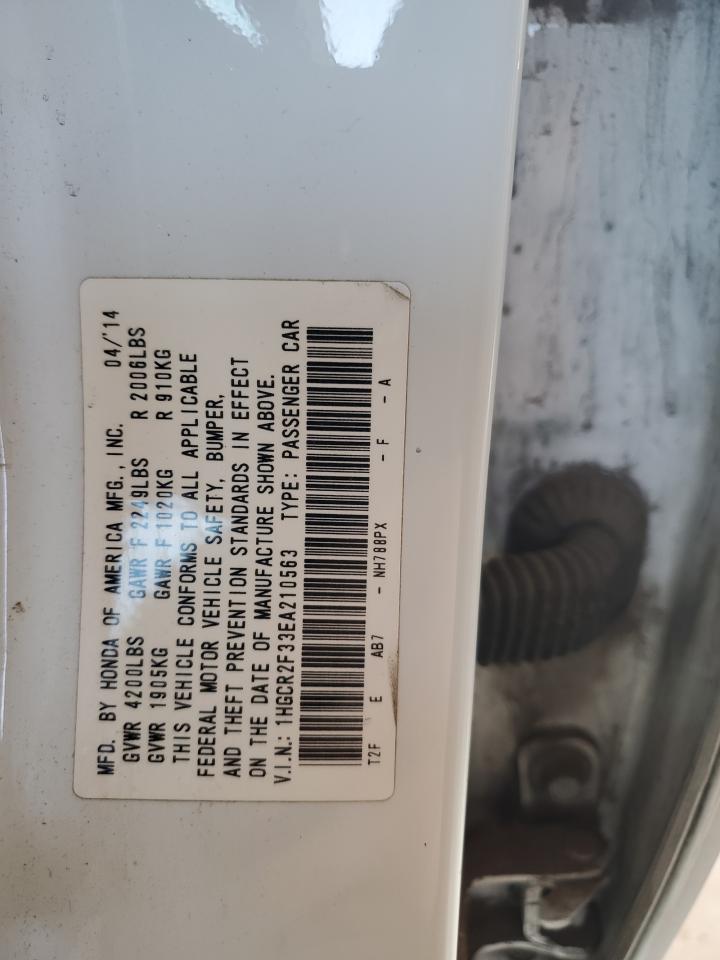 MFD. BY HONDA OF AMERICA MFG., INC. 04/'14
GVWR 4200LBS GAWR F 2249LBS R 2006LBS
GVWR 1905KG GAWR F 1020KG R 910KG
THIS VEHICLE CONFORMS TO ALL APPLICABLE
FEDERAL MOTOR VEHICLE SAFETY, BUMPER,
AND THEFT PREVENTION STANDARDS IN EFFECT
ON THE DATE OF MANUFACTURE SHOWN ABOVE.
V.I.N.: 1HGCR2F33EA210563 TYPE: PASSENGER CAR
T2F E AB7 - NH788PX - F - A